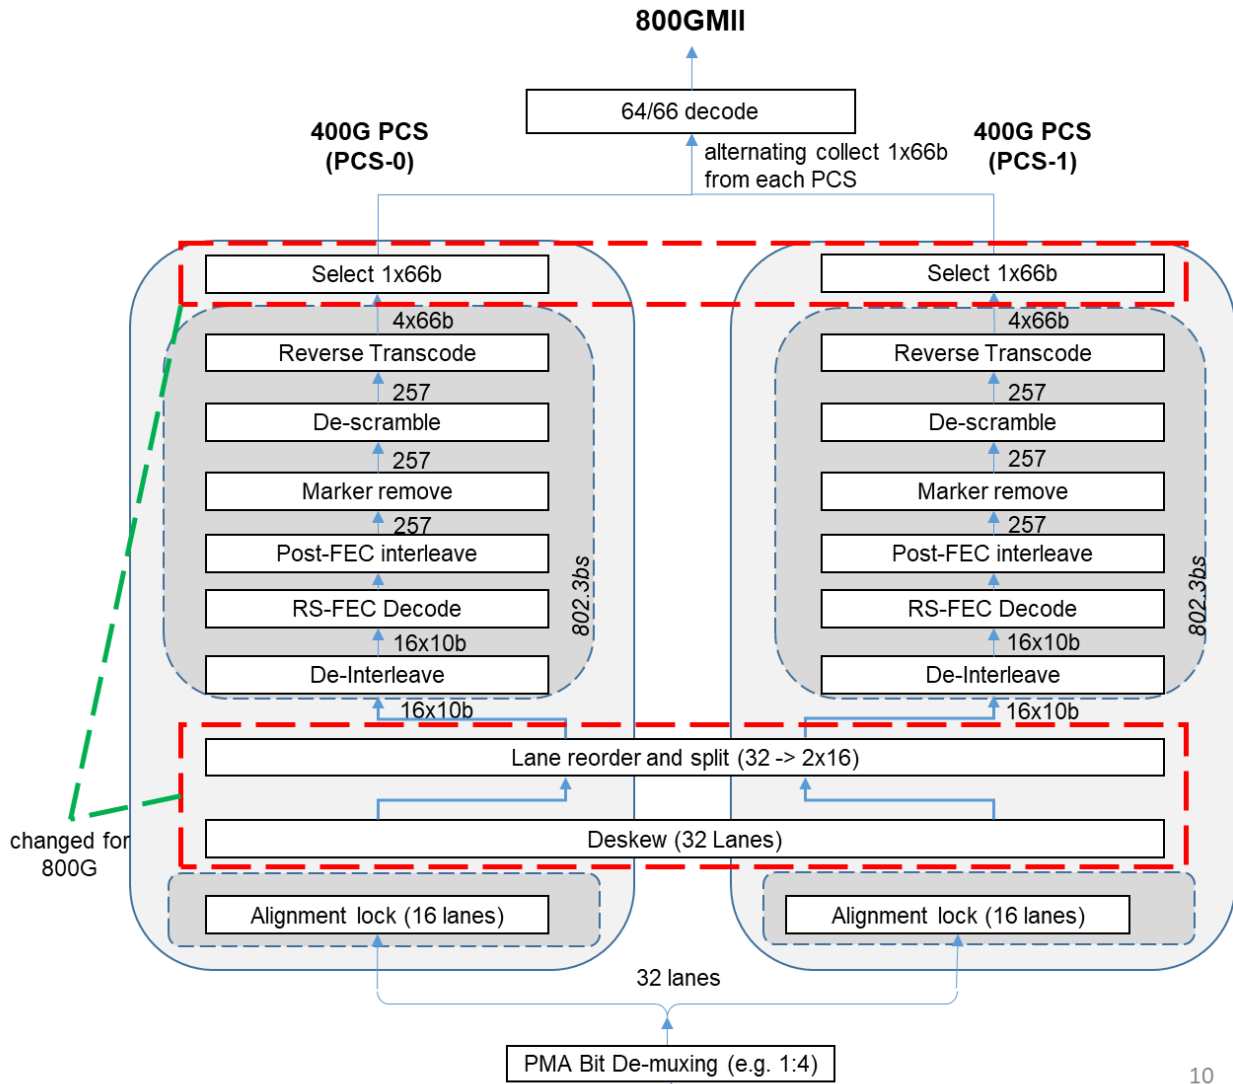 800GMII
64/66 decode
400G PCS
(PCS-0)
alternating collect 1x66b
from each PCS
400G PCS
(PCS-1)
Select 1x66b
4x66b
Reverse Transcode
257
De-scramble
257
Marker remove
257
Post-FEC interleave
RS-FEC Decode
16x10b
De-Interleave
16x10b
802.3bs
Select 1x66b
4x66b
Reverse Transcode
257
De-scramble
257
Marker remove
257
Post-FEC interleave
RS-FEC Decode
16x10b
De-Interleave
16x10b
802.3bs
Lane reorder and split (32 -> 2x16)
Deskew (32 Lanes)
changed for
800G
Alignment lock (16 lanes)
Alignment lock (16 lanes)
32 lanes
PMA Bit De-muxing (e.g. 1:4)
10